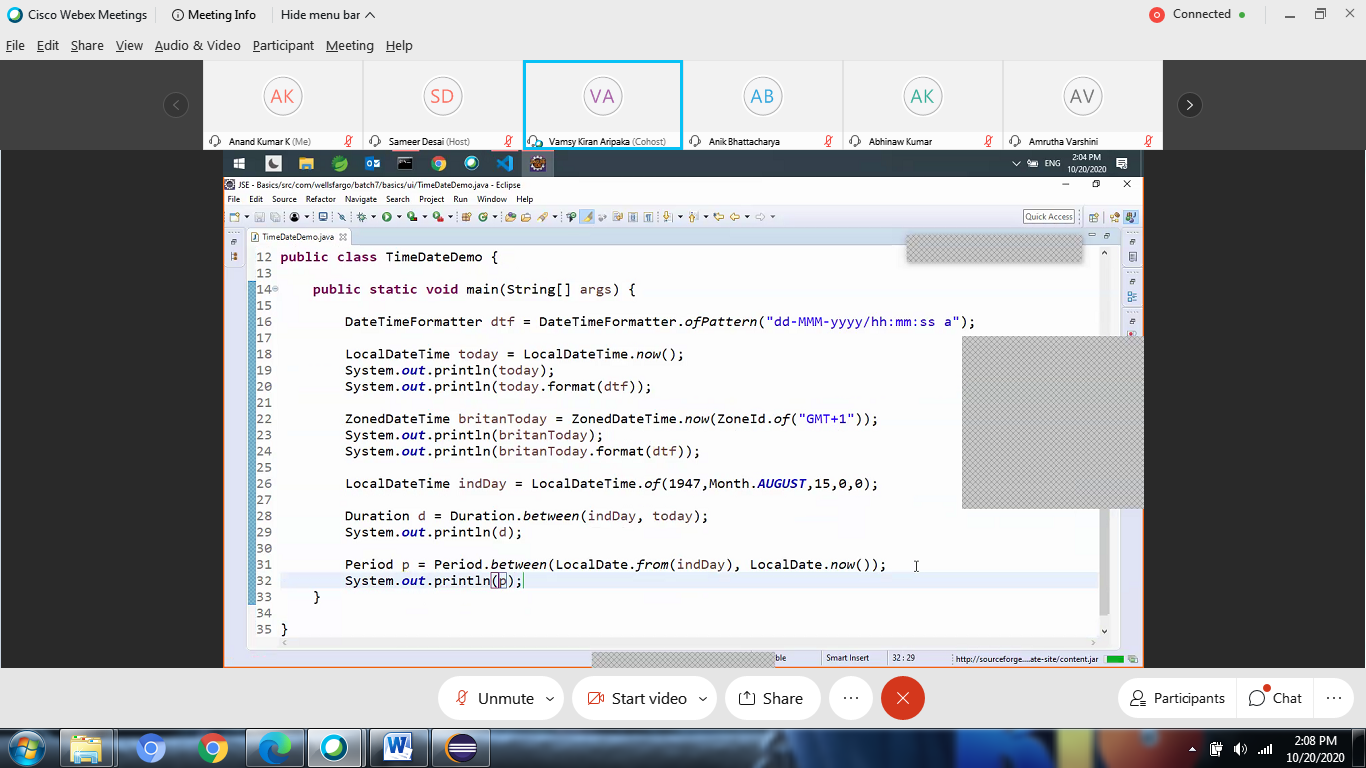 Cisco Webex Meetings Meeting Info Hide menu bar Connected
File Edit Share View Audio & Video Participant Meeting Help
AK SD VA AB AK AV
Anand Kumar K (Me) Sameer Desai (Host) Vamsy Kiran Aripaka (Cohost) Anik Bhattacharya Abhinaw Kumar Amrutha Varshini
ENG 2:04 PM
10/20/2020
JSE - Basics/src/com/wellsfargo/batch7/basics/ui/TimeDateDemo.java - Eclipse
File Edit Source Refactor Navigate Search Project Run Window Help
Quick Access
TimeDateDemo.java
12 public class TimeDateDemo {
13
14 public static void main(String[] args) {
15
16 DateTimeFormatter dtf = DateTimeFormatter.ofPattern("dd-MMM-yyyy/hh:mm:ss a");
17
18 LocalDateTime today = LocalDateTime.now();
19 System.out.println(today);
20 System.out.println(today.format(dtf));
21
22 ZonedDateTime britanToday = ZonedDateTime.now(ZoneId.of("GMT+1"));
23 System.out.println(britanToday);
24 System.out.println(britanToday.format(dtf));
25
26 LocalDateTime indDay = LocalDateTime.of(1947,Month.AUGUST,15,0,0);
27
28 Duration d = Duration.between(indDay, today);
29 System.out.println(d);
30
31 Period p = Period.between(LocalDate.from(indDay), LocalDate.now());
32 System.out.println(p);
33 }
34
35 }
ble Smart Insert 32 : 29 http://sourceforge....ate-site/content.jar
Unmute Start video Share Participants Chat
2:08 PM
10/20/2020